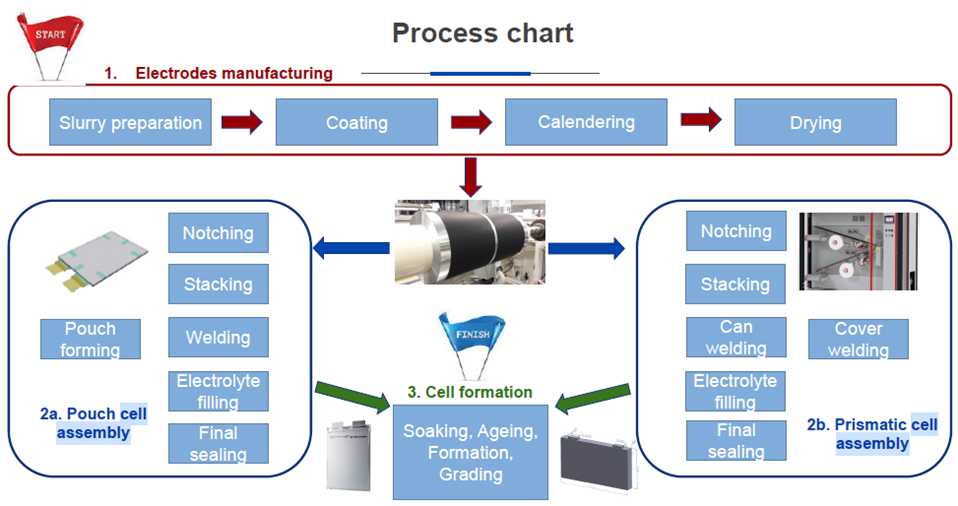 START
Process chart
1. Electrodes manufacturing
Slurry preparation
Coating
Calendering
Drying
Notching
Stacking
Welding
Pouch
forming
Electrolyte
filling
2a. Pouch cell
assembly
Final
sealing
FINISH
3. Cell formation
Soaking, Ageing,
Formation,
Grading
Notching
Stacking
Can
welding
Cover
welding
Electrolyte
filling
Final
sealing
2b. Prismatic cell
assembly